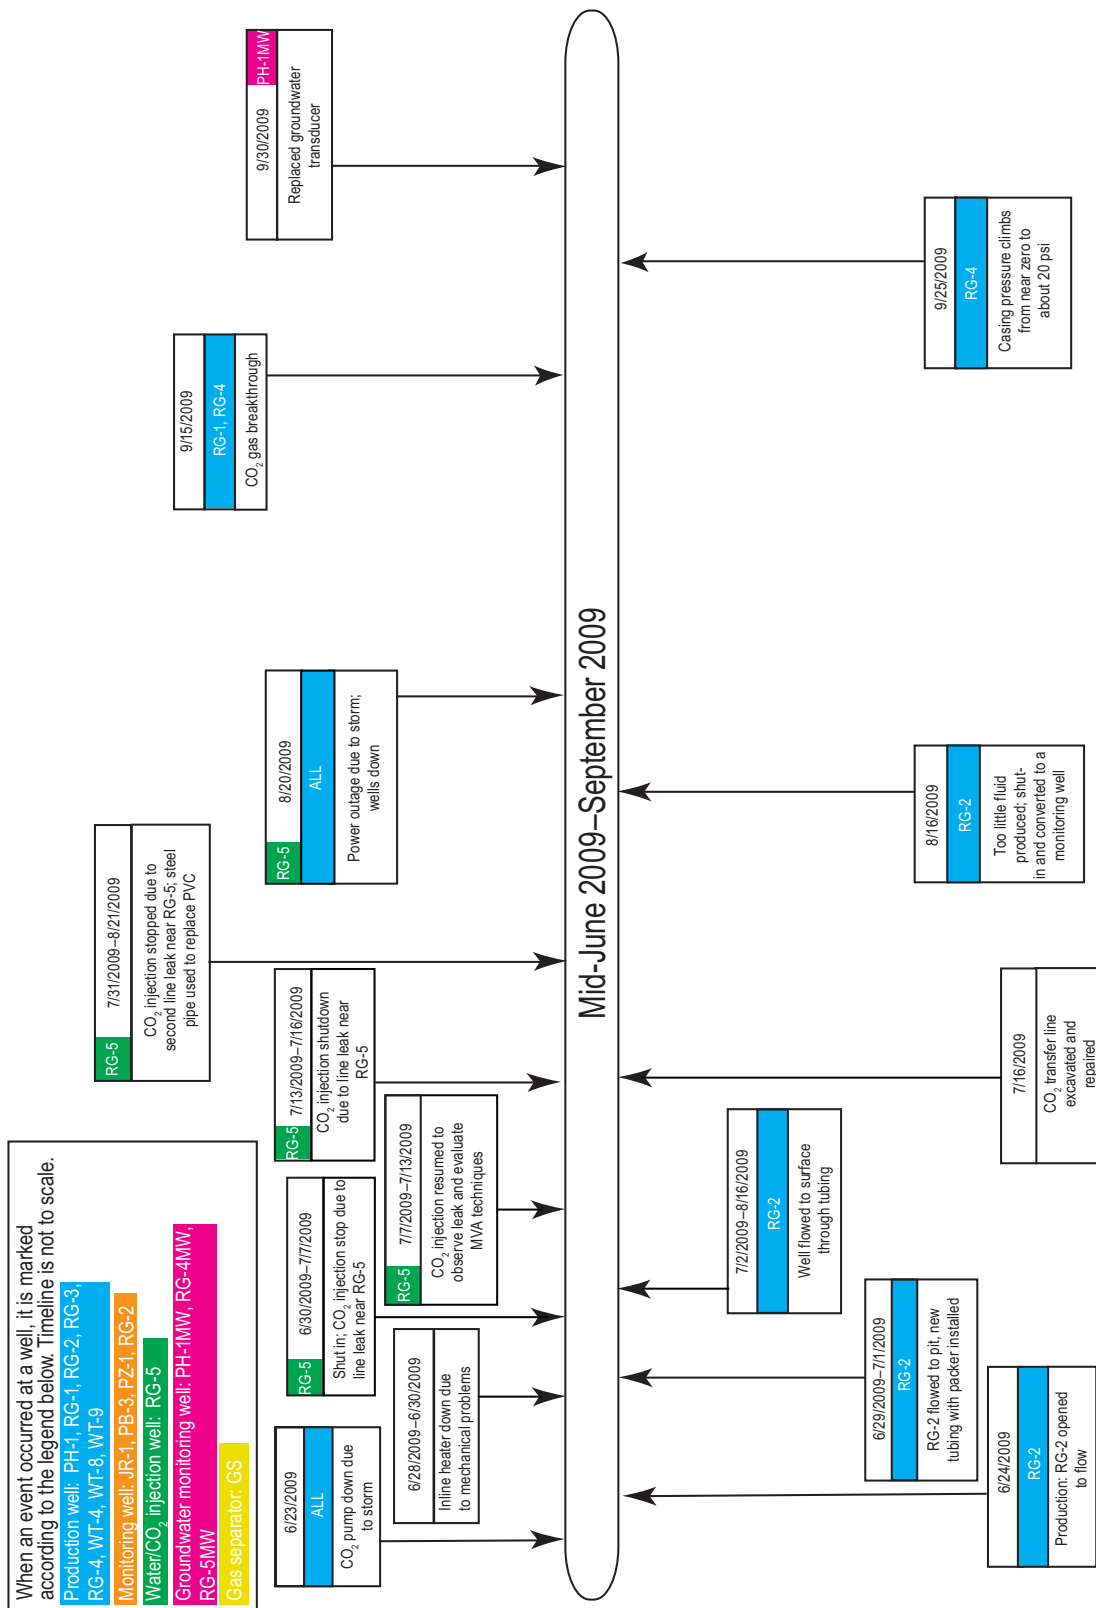 When an event occurred at a well, it is marked
according to the legend below. Timeline is not to scale.
Production well: PH-1, RG-1, RG-2, RG-3,
RG-4, WT-4, WT-8, WT-9
Monitoring well: JR-1, PB-3, PZ-1, RG-2
Water/CO₂ injection well: RG-5
Groundwater monitoring well: PH-1MW, RG-4MW,
RG-5MW
Gas separator: GS
6/23/2009
ALL
CO₂ pump down due
to storm
6/28/2009–6/30/2009
Inline heater down due
to mechanical problems
RG-5 6/30/2009–7/7/2009
Shut in; CO₂ injection stop due to
line leak near RG-5
RG-5 7/7/2009–7/13/2009
CO₂ injection resumed to
observe leak and evaluate
MVA techniques
RG-5 7/13/2009–7/16/2009
CO₂ injection shutdown
due to line leak near
RG-5
RG-5 7/31/2009–8/21/2009
CO₂ injection stopped due to
second line leak near RG-5; steel
pipe used to replace PVC
RG-5 8/20/2009
ALL
Power outage due to storm;
wells down
9/15/2009
RG-1, RG-4
CO₂ gas breakthrough
9/30/2009 PH-1MW
Replaced groundwater
transducer
Mid-June 2009–September 2009
6/24/2009
RG-2
Production: RG-2 opened
to flow
6/29/2009–7/1/2009
RG-2
RG-2 flowed to pit, new
tubing with packer installed
7/2/2009–8/16/2009
RG-2
Well flowed to surface
through tubing
7/16/2009
CO₂ transfer line
excavated and
repaired
8/16/2009
RG-2
Too little fluid
produced; shut-
in and converted to a
monitoring well
9/25/2009
RG-4
Casing pressure climbs
from near zero to
about 20 psi